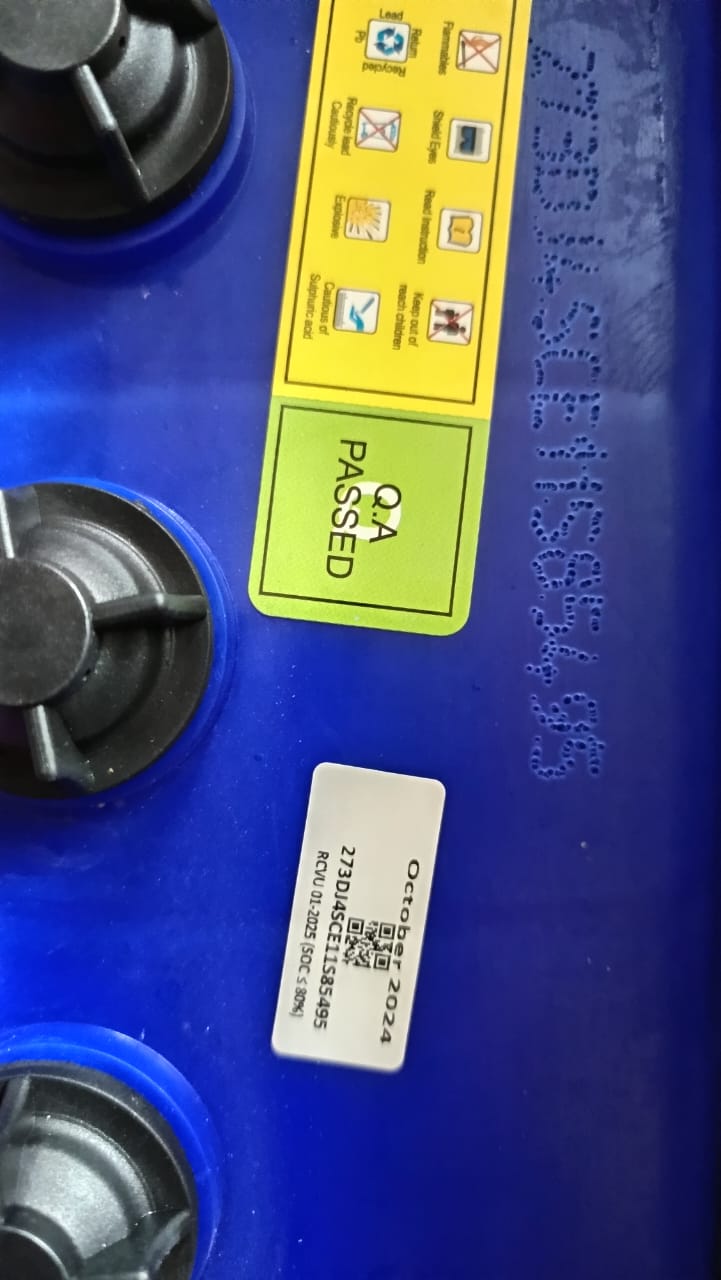 273DJ4SCE11S85495
Flammables
Shield Eyes
Read Instruction
Keep out of
reach children
Return
Lead
Recycled
Pb
Recycle lead
Cautiously
Explosive
Cautious of
Sulphuric acid
Q.A
PASSED
October 2024
273DJ4SCE11S85495
RCVU 01-2025 (SOC ≤ 80%)